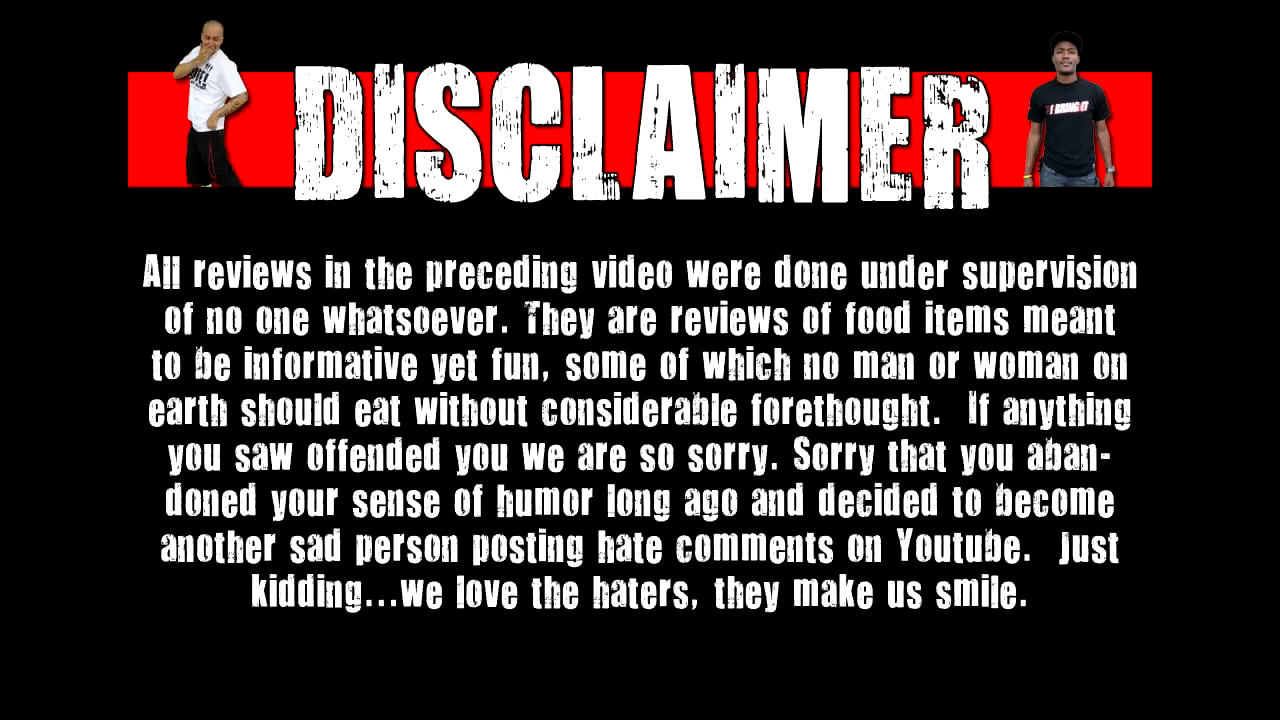 DISCLAIMER
I BRING IT
All reviews in the preceding video were done under supervision
of no one whatsoever. They are reviews of food items meant
to be informative yet fun, some of which no man or woman on
earth should eat without considerable forethought. If anything
you saw offended you we are so sorry. Sorry that you aban-
doned your sense of humor long ago and decided to become
another sad person posting hate comments on Youtube. Just
kidding...we love the haters, they make us smile.